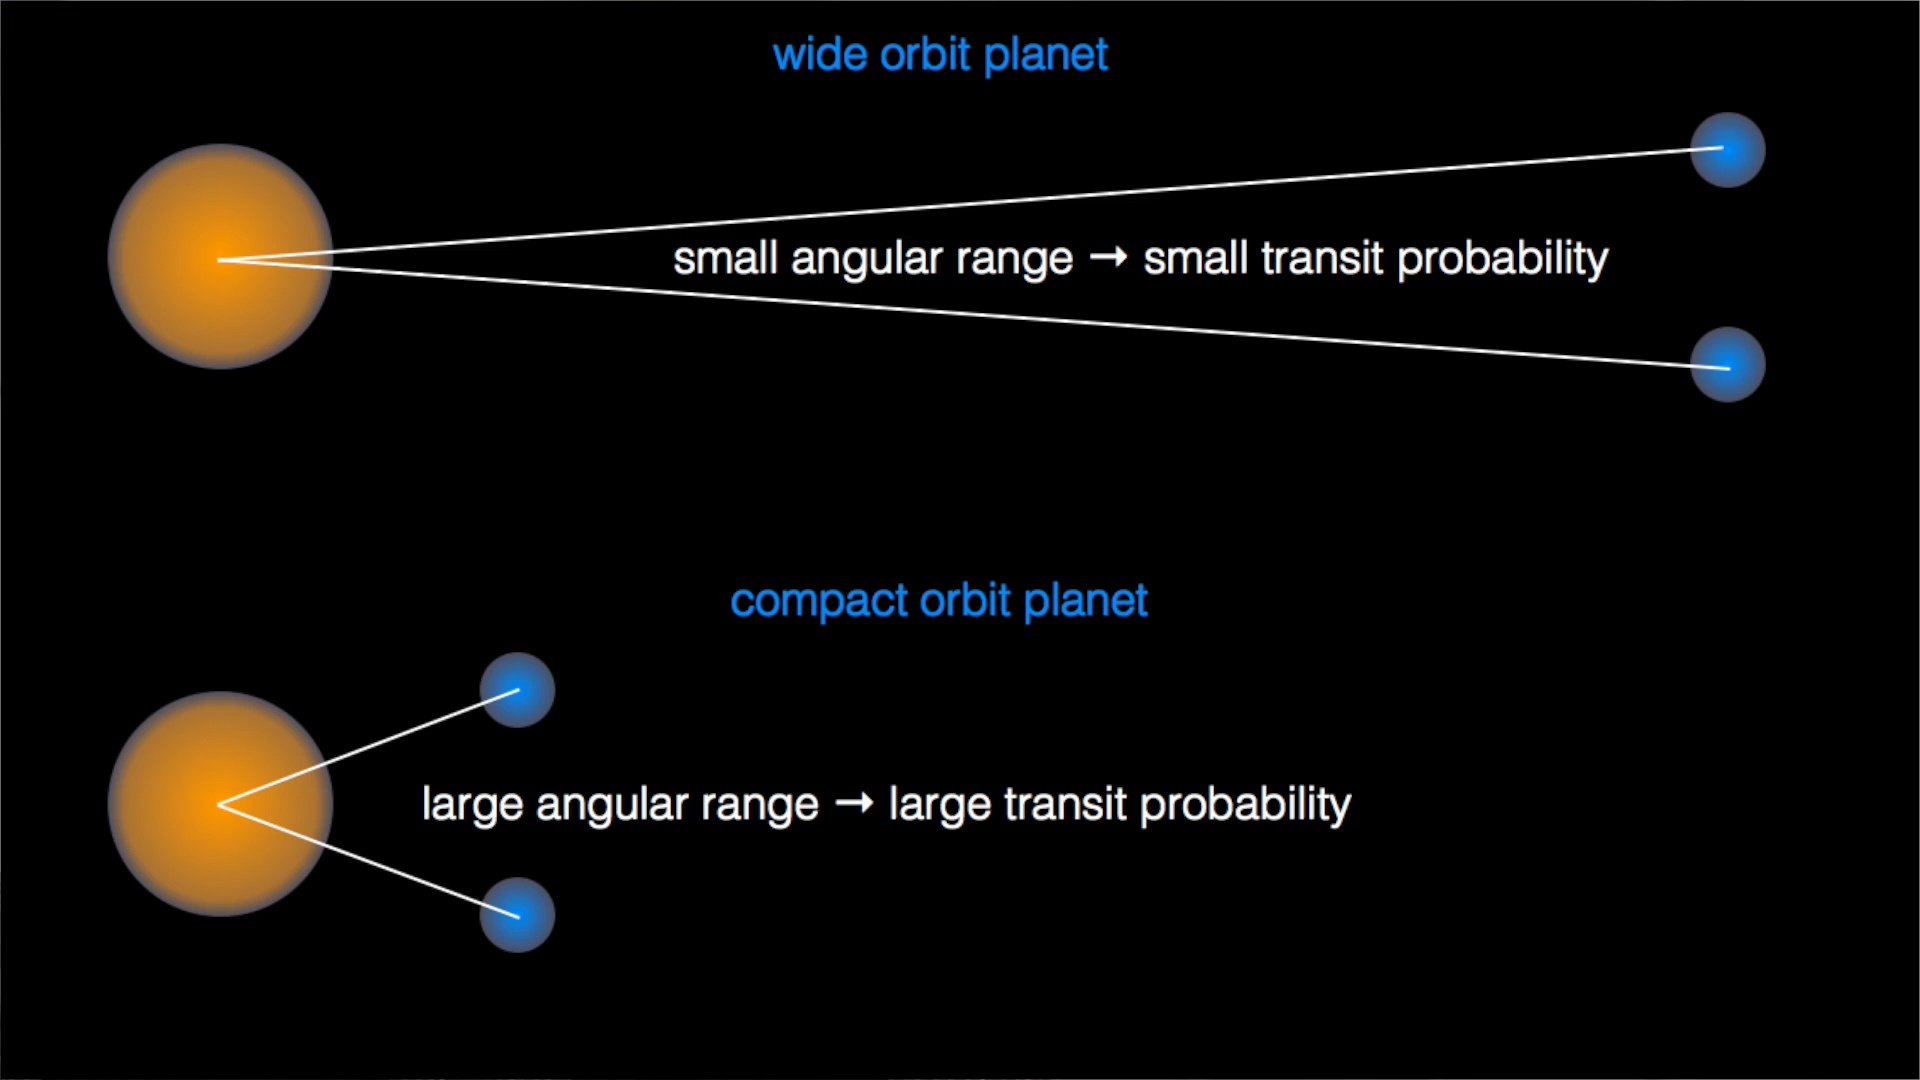 wide orbit planet
small angular range → small transit probability
compact orbit planet
large angular range → large transit probability